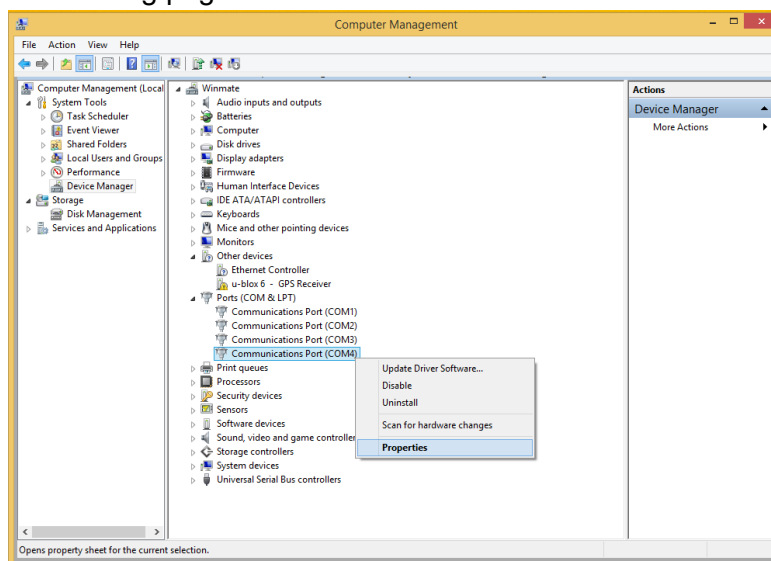 Computer Management
File Action View Help
Computer Management (Local
System Tools
Task Scheduler
Event Viewer
Shared Folders
Local Users and Groups
Performance
Device Manager
Storage
Disk Management
Services and Applications
Winmate
Audio inputs and outputs
Batteries
Computer
Disk drives
Display adapters
Firmware
Human Interface Devices
IDE ATA/ATAPI controllers
Keyboards
Mice and other pointing devices
Monitors
Other devices
Ethernet Controller
u-blox 6 - GPS Receiver
Ports (COM & LPT)
Communications Port (COM1)
Communications Port (COM2)
Communications Port (COM3)
Communications Port (COM4)
Print queues
Processors
Security devices
Sensors
Software devices
Sound, video and game controller
Storage controllers
System devices
Universal Serial Bus controllers
Update Driver Software...
Disable
Uninstall
Scan for hardware changes
Properties
Actions
Device Manager
More Actions
Opens property sheet for the current selection.